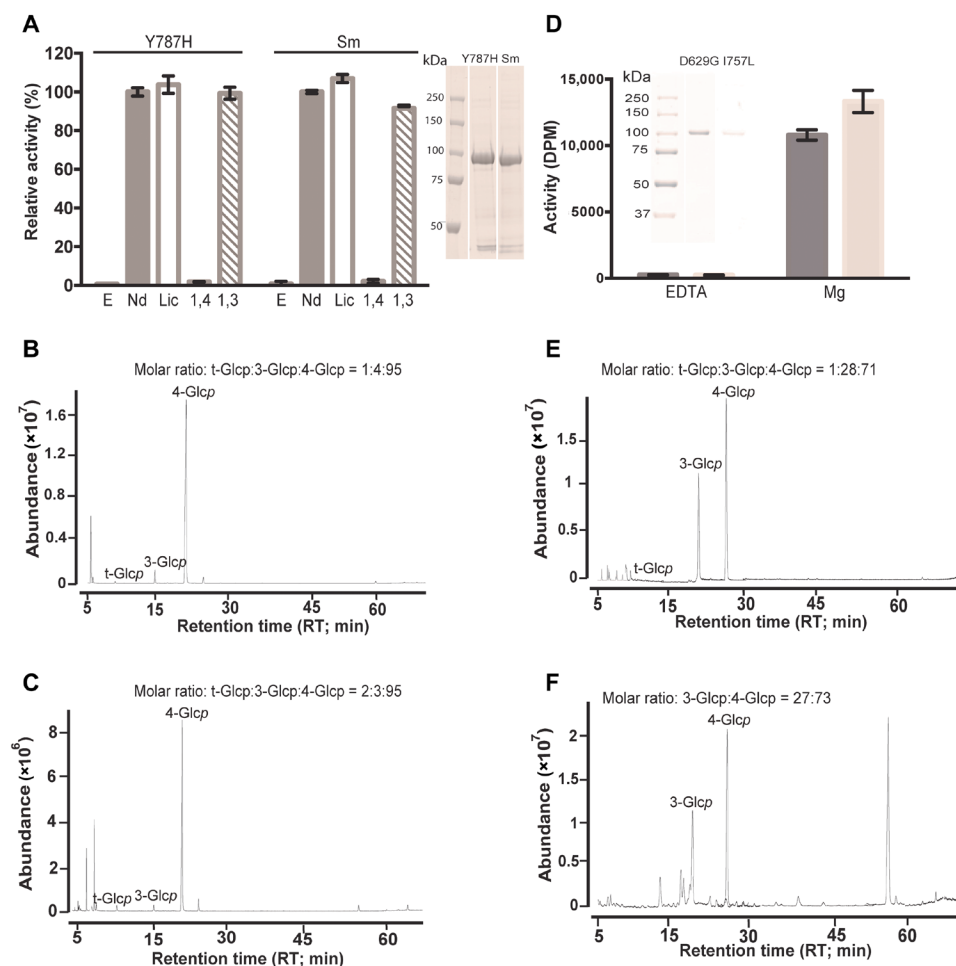 A
Y787H
Sm
Relative activity (%)
120
100
80
60
40
20
0
E Nd Lic 1,4 1,3
E Nd Lic 1,4 1,3
kDa
Y787H Sm
250
150
100
75
50
D
Activity (DPM)
15,000
10,000
5000
0
kDa
D629G I757L
250
150
100
75
50
37
EDTA
Mg
B
Molar ratio: t-Glcp:3-Glcp:4-Glcp = 1:4:95
Abundance (×10⁷)
1.6
1.2
0.8
0.4
0
4-Glcp
t-Glcp
3-Glcp
5 15 30 45 60
Retention time (RT; min)
E
Molar ratio: t-Glcp:3-Glcp:4-Glcp = 1:28:71
Abundance (×10⁷)
1.5
1
0.5
0
4-Glcp
3-Glcp
t-Glcp
5 15 30 45 60
Retention time (RT; min)
C
Molar ratio: t-Glcp:3-Glcp:4-Glcp = 2:3:95
Abundance (×10⁶)
8
6
4
2
0
4-Glcp
t-Glcp
3-Glcp
5 15 30 45 60
Retention time (RT; min)
F
Molar ratio: 3-Glcp:4-Glcp = 27:73
Abundance (×10⁷)
2
1.5
1
0.5
0
4-Glcp
3-Glcp
5 15 30 45 60
Retention time (RT; min)